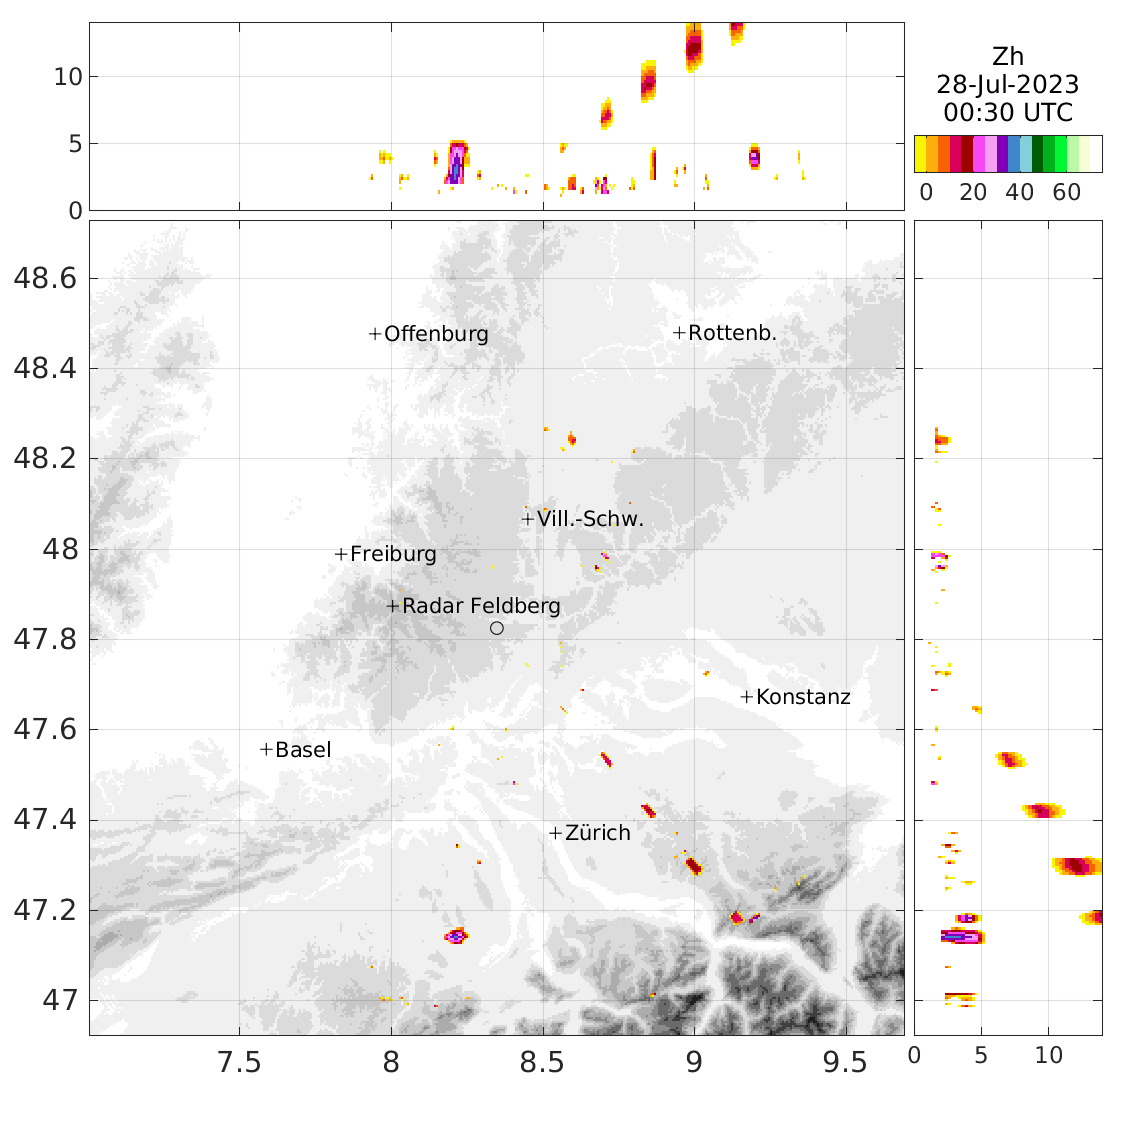 10
5
0
Zh
28-Jul-2023
00:30 UTC
0 20 40 60
48.6
48.4
48.2
48
47.8
47.6
47.4
47.2
47
Offenburg
Rottenb.
Vill.-Schw.
Freiburg
Radar Feldberg
Konstanz
Basel
Zürich
7.5 8 8.5 9 9.5
0 5 10